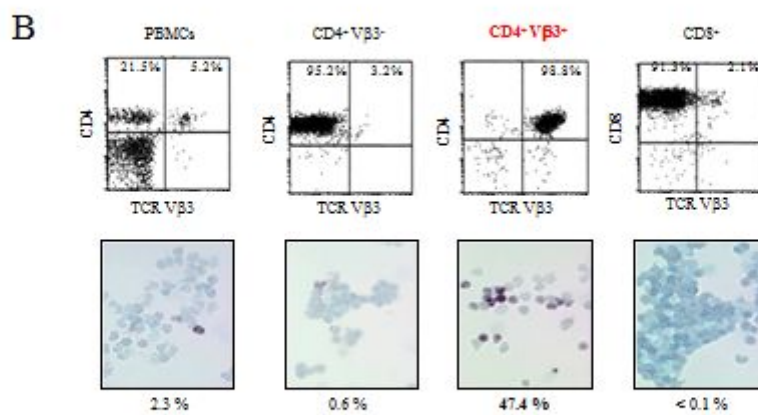 B
PBMCs
CD4⁺ Vβ3⁻
CD4⁺ Vβ3⁺
CD8⁺
21.5% 5.2%
95.2% 3.2%
98.8%
91.3% 2.1%
CD4
CD4
CD4
CD8
TCR Vβ3
TCR Vβ3
TCR Vβ3
TCR Vβ3
2.3 %
0.6 %
47.4 %
< 0.1 %